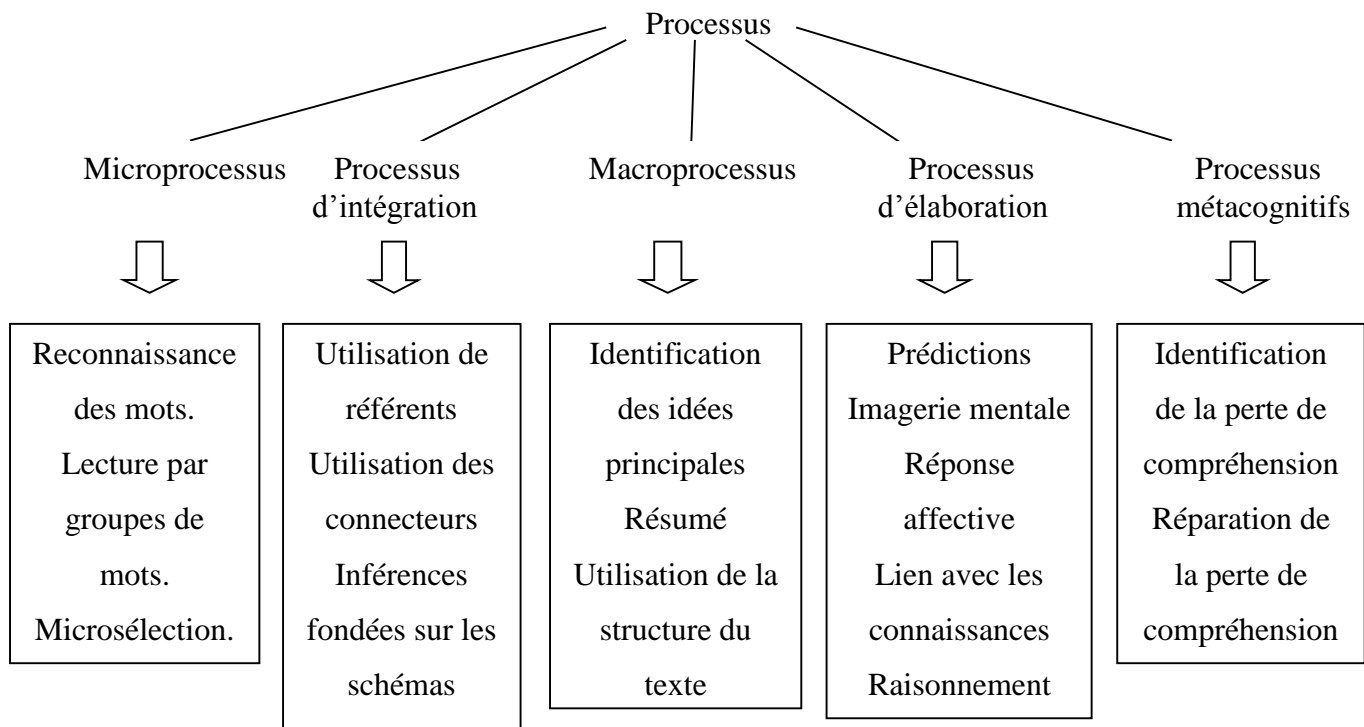 Processus
Microprocessus
Processus
d’intégration
Macroprocessus
Processus
d’élaboration
Processus
métacognitifs
Reconnaissance
des mots.
Lecture par
groupes de
mots.
Microsélection.
Utilisation de
référents
Utilisation des
connecteurs
Inférences
fondées sur les
schémas
Identification
des idées
principales
Résumé
Utilisation de la
structure du
texte
Prédictions
Imagerie mentale
Réponse
affective
Lien avec les
connaissances
Raisonnement
Identification
de la perte de
compréhension
Réparation de
la perte de
compréhension